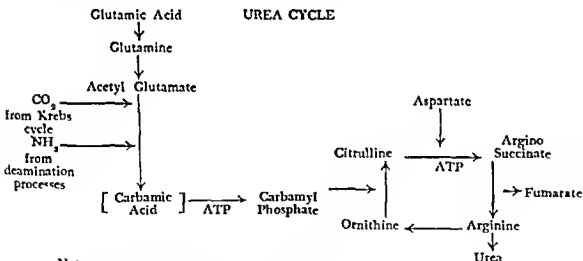 Glutamic Acid
UREA CYCLE
Glutamine
Acetyl Glutamate
CO2
from Krebs
cycle
NH3
from
deamination
processes
[ Carbamic
Acid ]
ATP
Carbamyl
Phosphate
Aspartate
Citrulline
ATP
Argino
Succinate
Fumarate
Ornithine
Arginine
Urea